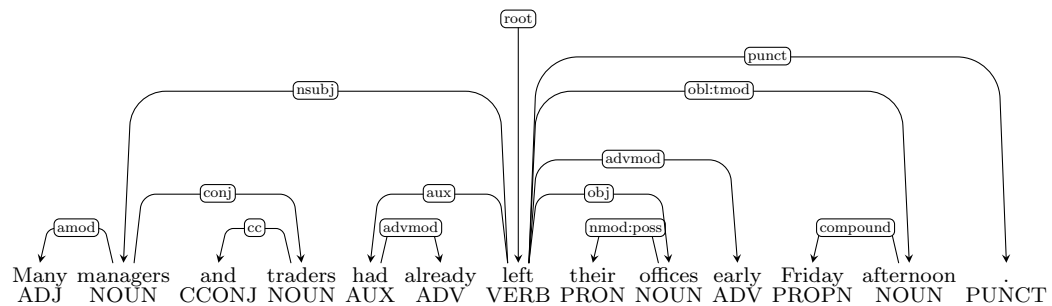 root
punct
nsubj obl:tmod
advmod
conj aux obj
amod cc advmod nmod:poss compound
Many managers and traders had already left their offices early Friday afternoon .
ADJ NOUN CCONJ NOUN AUX ADV VERB PRON NOUN ADV PROPN NOUN PUNCT